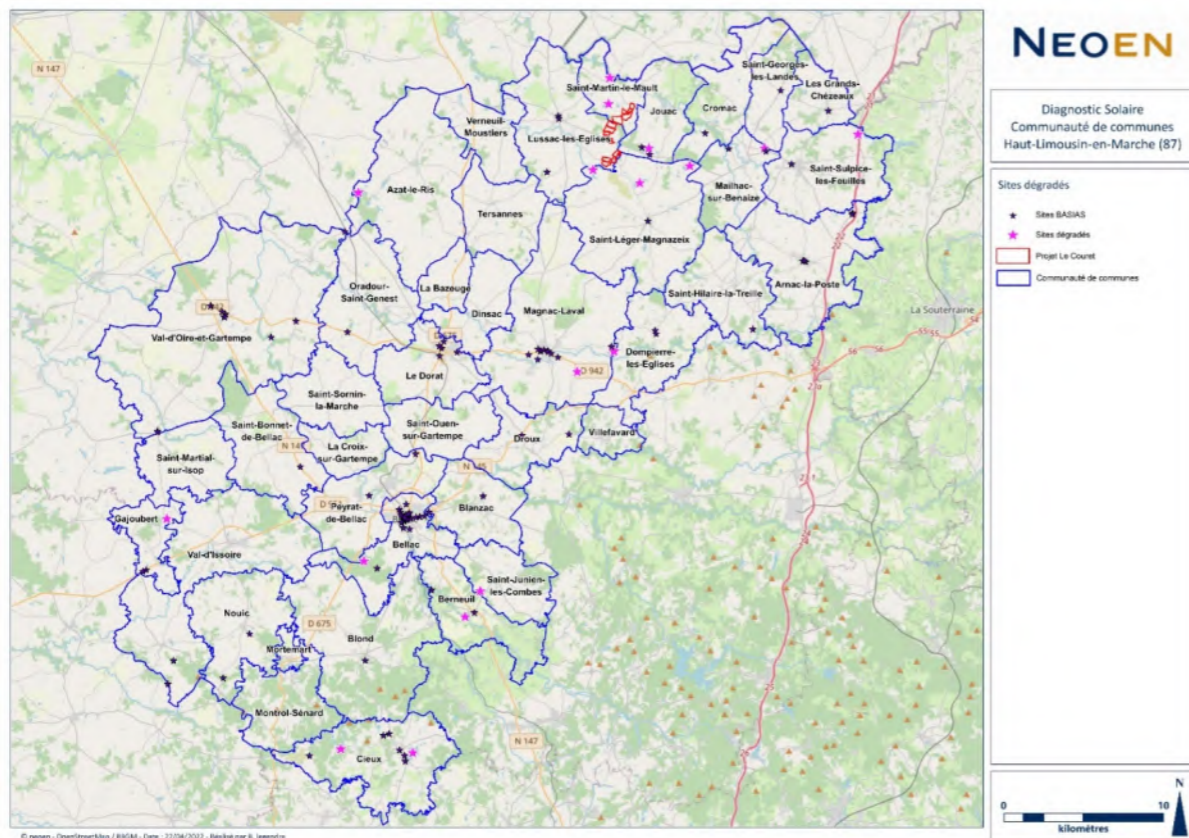 NEOEN
Diagnostic Solaire
Communauté de communes
Haut-Limousin-en-Marche (87)
Sites dégradés
Sites BASIAS
Sites dégradés
Projet Le Couret
Communauté de communes
N 147
Saint-Martin-le-Mault
Saint-Georges-
les-Landes
Les Grands-
Chézeaux
Verneuil-
Moustiers
Lussac-les-Eglises
Jouac
Cromac
Azat-le-Ris
Saint-Sulpice-
les-Feuilles
Mailhac-
sur-Benaize
Tersannes
Saint-Léger-Magnazeix
Oradour-
Saint-Genest
La Bazeuge
Dinsac
Magnac-Laval
Saint-Hilaire-la-Treille
Arnac-la-Poste
La Souterraine
Val-d'Oire-et-Gartempe
Dompierre-
les-Eglises
D 942
Le Dorat
Saint-Sornin-
la-Marche
Saint-Ouen-
sur-Gartempe
Saint-Bonnet-
de-Bellac
La Croix-
sur-Gartempe
Droux
Villefavard
Saint-Martial-
sur-Isop
N 145
Peyrat-
de-Bellac
Blanzac
Gajoubert
Val-d'Issoire
Bellac
Saint-Junien-
les-Combes
Berneuil
Nouic
D 675
Blond
Mortemart
Montrol-Sénard
Cieux
N 147
N
0 10
kilomètres